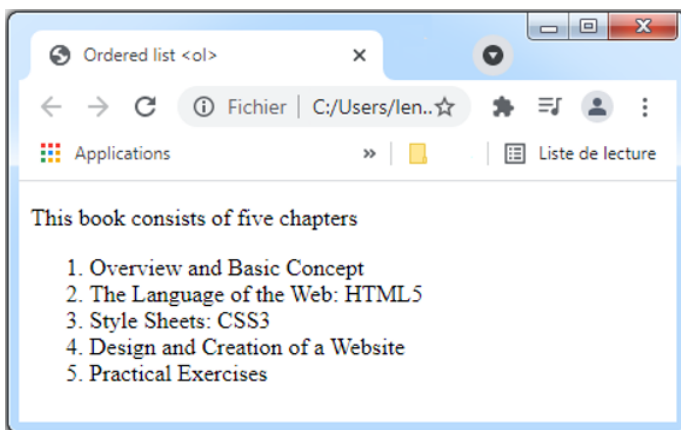 Ordered list <ol>
Fichier C:/Users/len..
Applications » Liste de lecture
This book consists of five chapters
1. Overview and Basic Concept
2. The Language of the Web: HTML5
3. Style Sheets: CSS3
4. Design and Creation of a Website
5. Practical Exercises